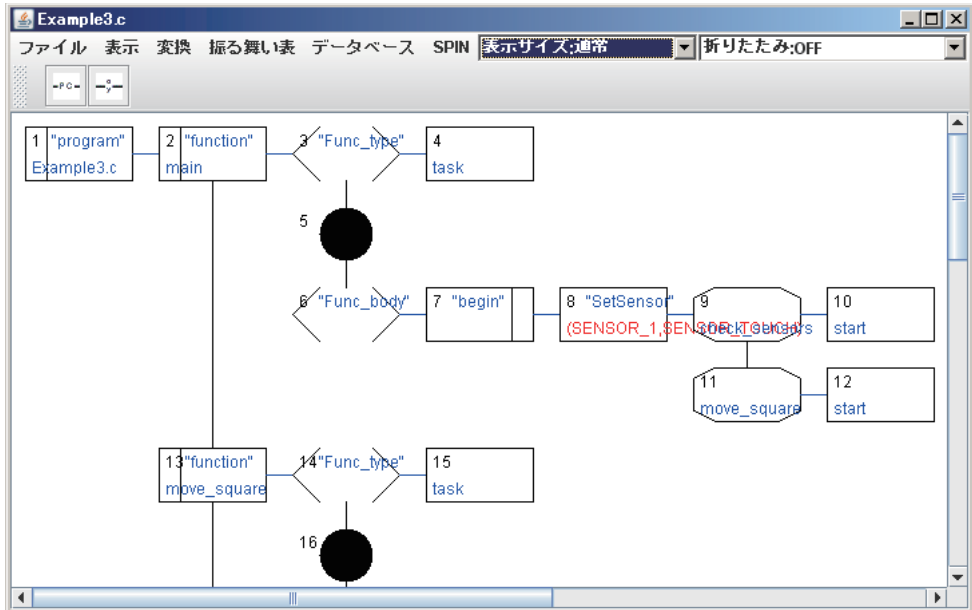 Example3.c
ファイル 表示 変換 振る舞い表 データベース SPIN 表示サイズ;通常 折りたたみ;OFF
-PC-
1 "program" 2 "function" 3 "Func_type" 4
Example3.c main task
5
6 "Func_body" 7 "begin" 8 "SetSensor" 9 10
(SENSOR_1,SENSOR_TOUCH) check_sensors start
11 12
move_square start
13 "function" 14 "Func_type" 15
move_square task
16